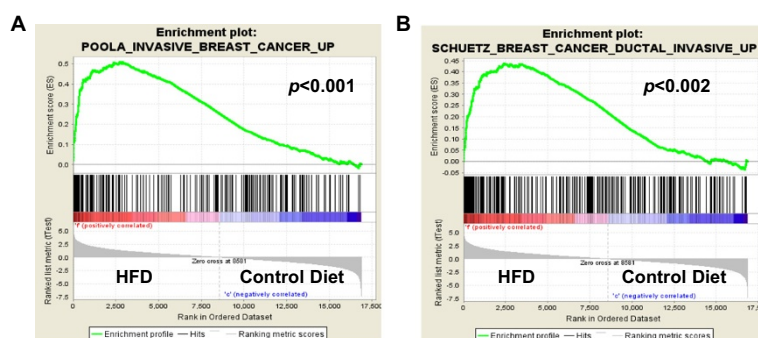 A
Enrichment plot:
POOLA_INVASIVE_BREAST_CANCER_UP
Enrichment score (ES)
0.5
0.4
0.3
0.2
0.1
0.0
p<0.001
'f' (positively correlated)
Ranked list metric (tTest)
5.0
2.5
0.0
-2.5
-5.0
-7.5
Zero cross at 8581
HFD
Control Diet
'c' (negatively correlated)
0
2,500
5,000
7,500
10,000
12,500
15,000
17,500
Rank in Ordered Dataset
Enrichment profile
Hits
Ranking metric scores
B
Enrichment plot:
SCHUETZ_BREAST_CANCER_DUCTAL_INVASIVE_UP
Enrichment score (ES)
0.45
0.40
0.35
0.30
0.25
0.20
0.15
0.10
0.05
0.00
-0.05
p<0.002
'f' (positively correlated)
Ranked list metric (tTest)
5.0
2.5
0.0
-2.5
-5.0
-7.5
Zero cross at 8581
HFD
Control Diet
'c' (negatively correlated)
0
2,500
5,000
7,500
10,000
12,500
15,000
Rank in Ordered Dataset
Enrichment profile
Hits
Ranking metric scores